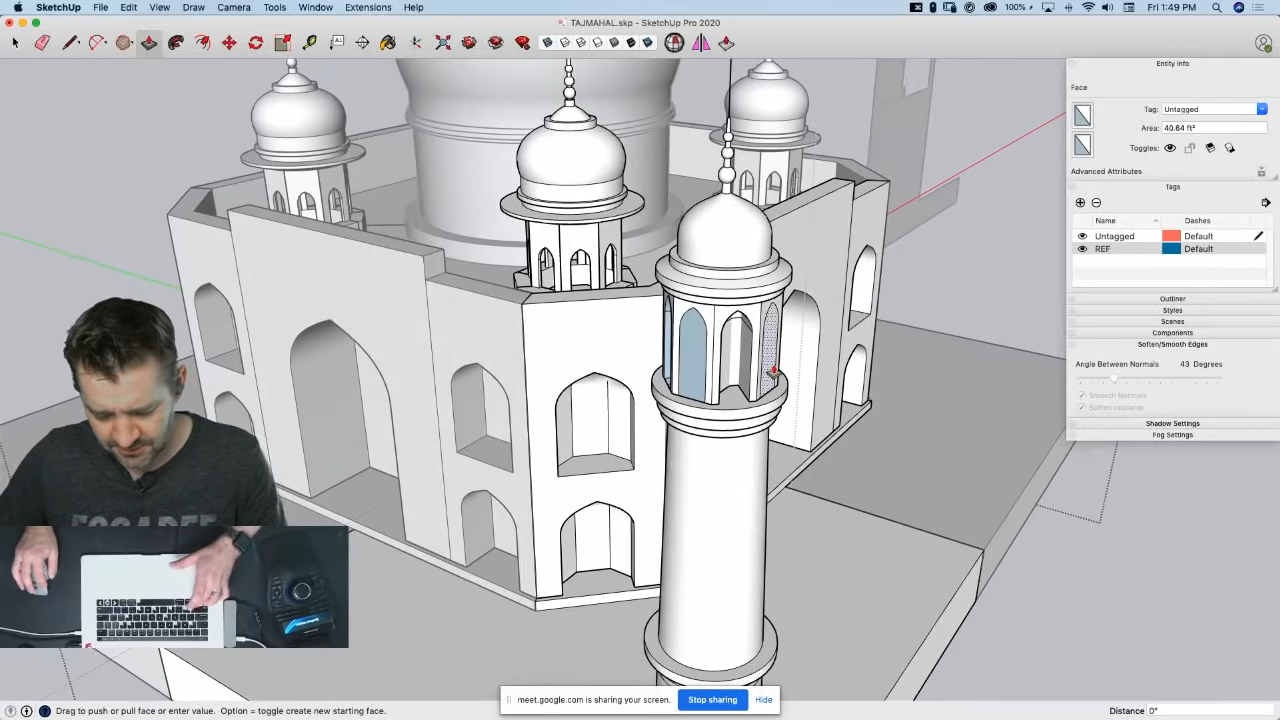 SketchUp File Edit View Draw Camera Tools Window Extensions Help 100% Fri 1:49 PM
TAJMAHAL.skp - SketchUp Pro 2020
Entity Info
Face
Tag: Untagged
Area: 40.64 ft²
Toggles:
Advanced Attributes
Tags
Name Dashes
Untagged Default
REF Default
Outliner
Styles
Scenes
Components
Soften/Smooth Edges
Angle Between Normals 43 Degrees
Smooth Normals
Soften coplanar
Shadow Settings
Fog Settings
meet.google.com is sharing your screen. Stop sharing Hide
Drag to push or pull face or enter value. Option = toggle create new starting face. Distance 0"